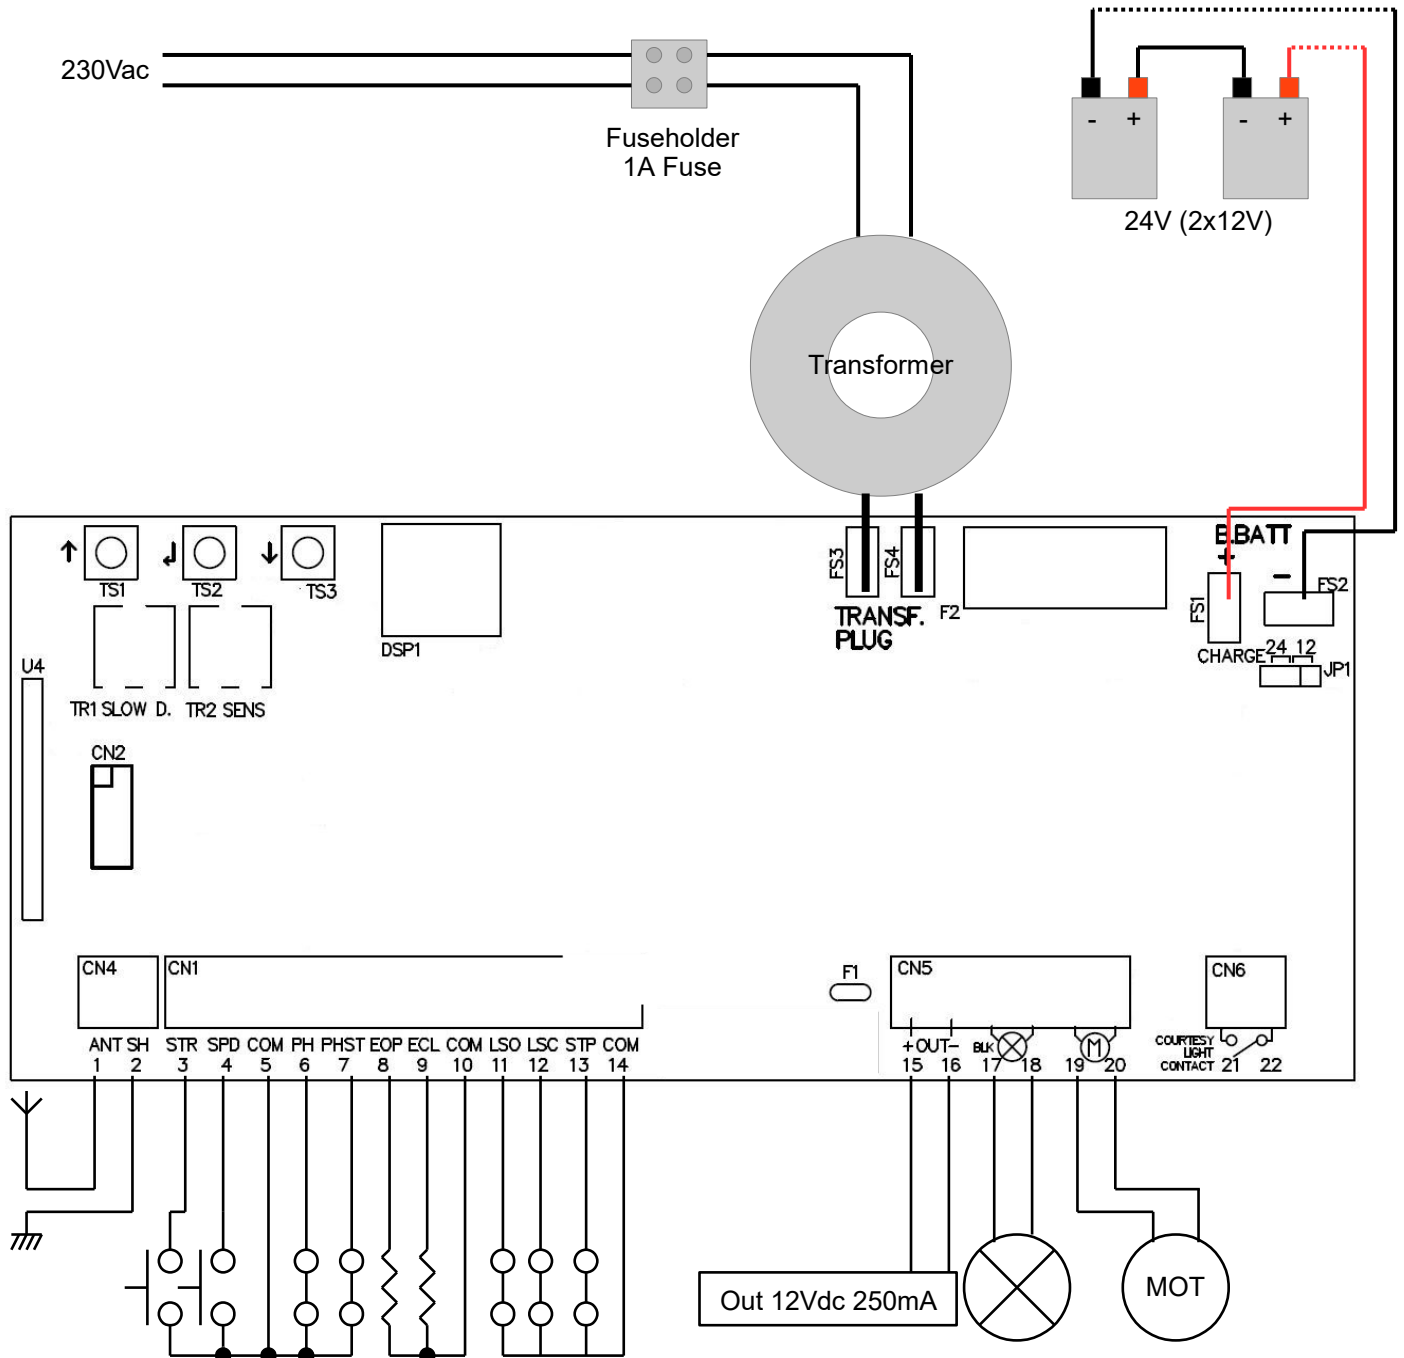 230Vac
Fuseholder
1A Fuse
- + - +
24V (2x12V)
Transformer
TS1 TS2 TS3
DSP1
FS3 FS4
TRANSF.
PLUG
F2
B.BATT
+ -
FS1 FS2
CHARGE 24 12 JP1
U4
TR1 SLOW D. TR2 SENS
CN2
CN4 CN1 F1 CN5 CN6
ANT SH STR SPD COM PH PHST EOP ECL COM LSO LSC STP COM
1 2 3 4 5 6 7 8 9 10 11 12 13 14
+OUT- BLK M
15 16 17 18 19 20
COURTESY
LIGHT
CONTACT 21 22
Out 12Vdc 250mA
MOT